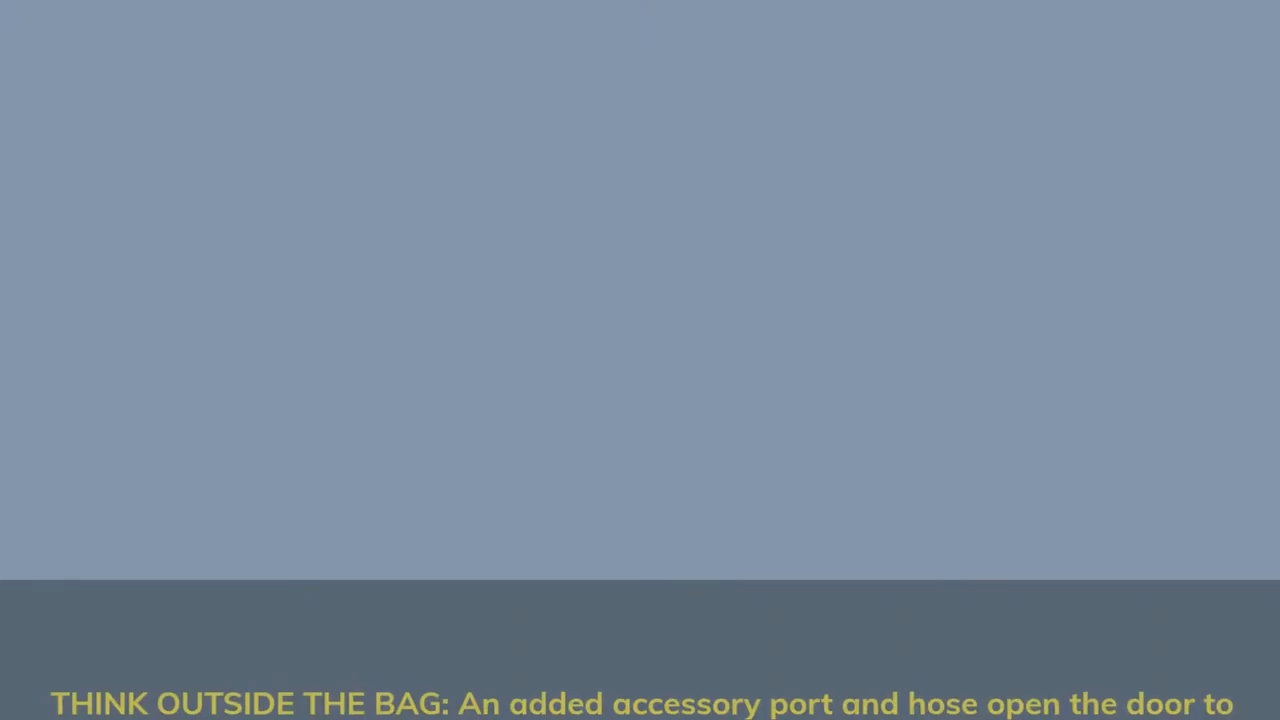 THINK OUTSIDE THE BAG: An added accessory port and hose open the door to